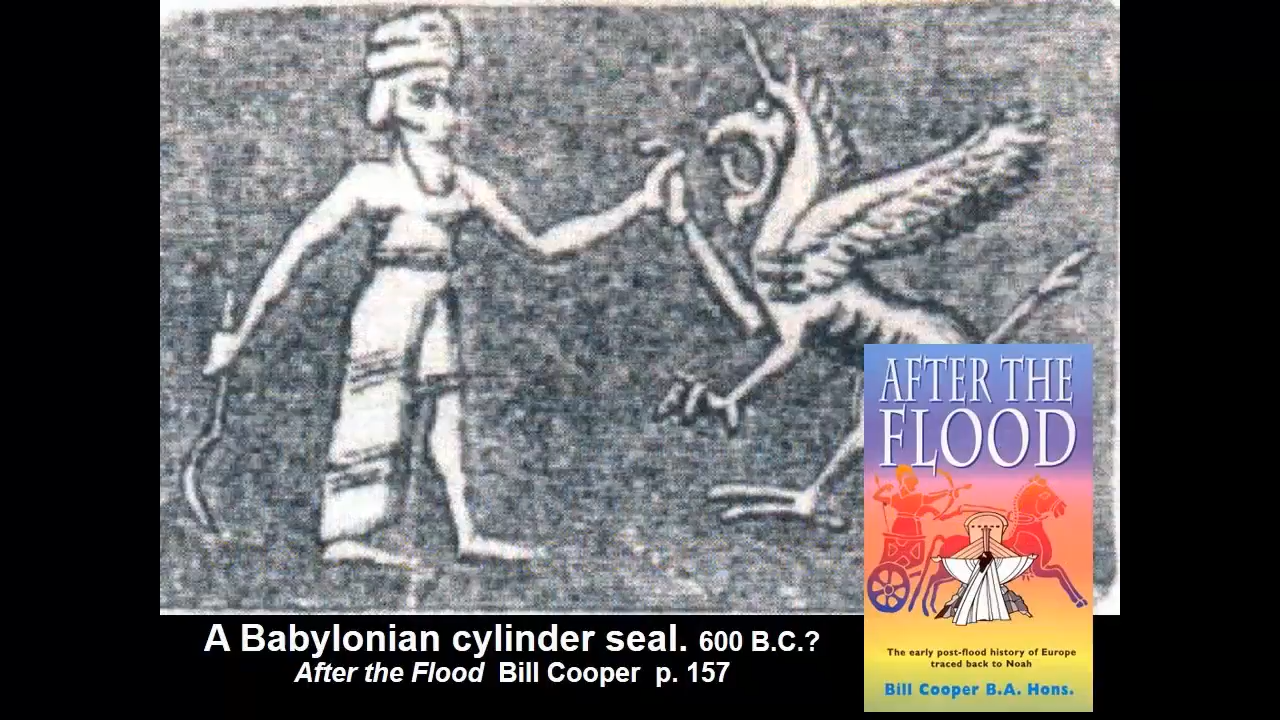 A Babylonian cylinder seal. 600 B.C.?
After the Flood Bill Cooper p. 157
AFTER THE
FLOOD
The early post-flood history of Europe
traced back to Noah
Bill Cooper B.A. Hons.